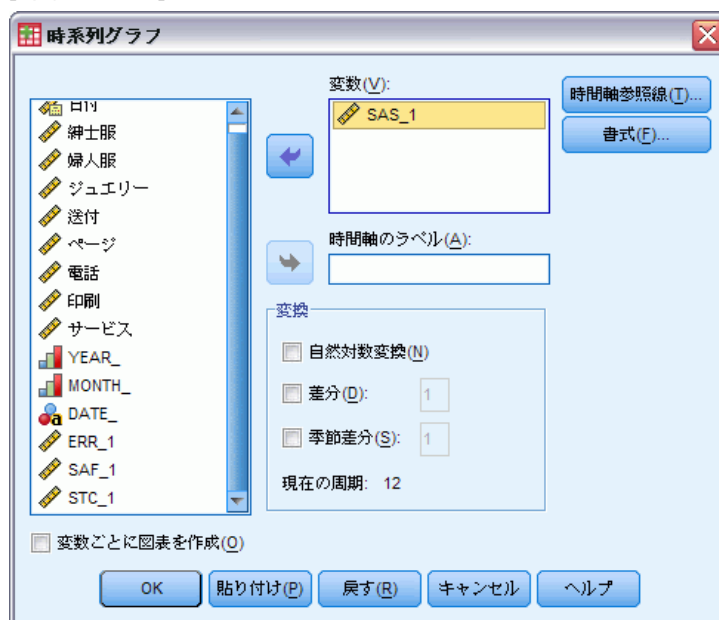 時系列グラフ
変数(V):
日付
紳士服
婦人服
ジュエリー
送付
ページ
電話
印刷
サービス
YEAR_
MONTH_
DATE_
ERR_1
SAF_1
STC_1
SAS_1
時間軸参照線(T)...
書式(F)...
時間軸のラベル(A):
変換
自然対数変換(N)
差分(D): 1
季節差分(S): 1
現在の周期: 12
変数ごとに図表を作成(O)
OK 貼り付け(P) 戻す(R) キャンセル ヘルプ